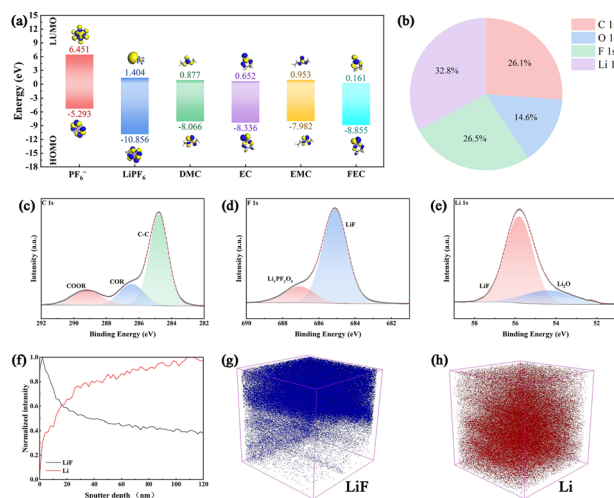 (a)
Energy (eV)
LUMO
HOMO
18
15
12
9
6
3
0
-3
-6
-9
-12
-15
-18
6.451
1.404
0.877
0.652
0.953
0.161
-5.293
-10.856
-8.066
-8.336
-7.982
-8.855
PF₆⁻
LiPF₆
DMC
EC
EMC
FEC
(b)
26.1%
14.6%
26.5%
32.8%
C 1s
O 1s
F 1s
Li 1
(c)
C 1s
C-C
COR
COOR
Intensity (a.u.)
292 290 288 286 284 282
Binding Energy (eV)
(d)
F 1s
LiF
Intensity (a.u.)
690 688 686 684 682
Binding Energy (eV)
(e)
Li 1s
LiF
Li₂O
Intensity (a.u.)
58 56 54 52
Binding Energy (eV)
(f)
Normalized intensity
1.0
0.8
0.6
0.4
0.2
0.0
LiF
Li
0 20 40 60 80 100 120
Sputter depth (nm)
(g)
LiF
(h)
Li